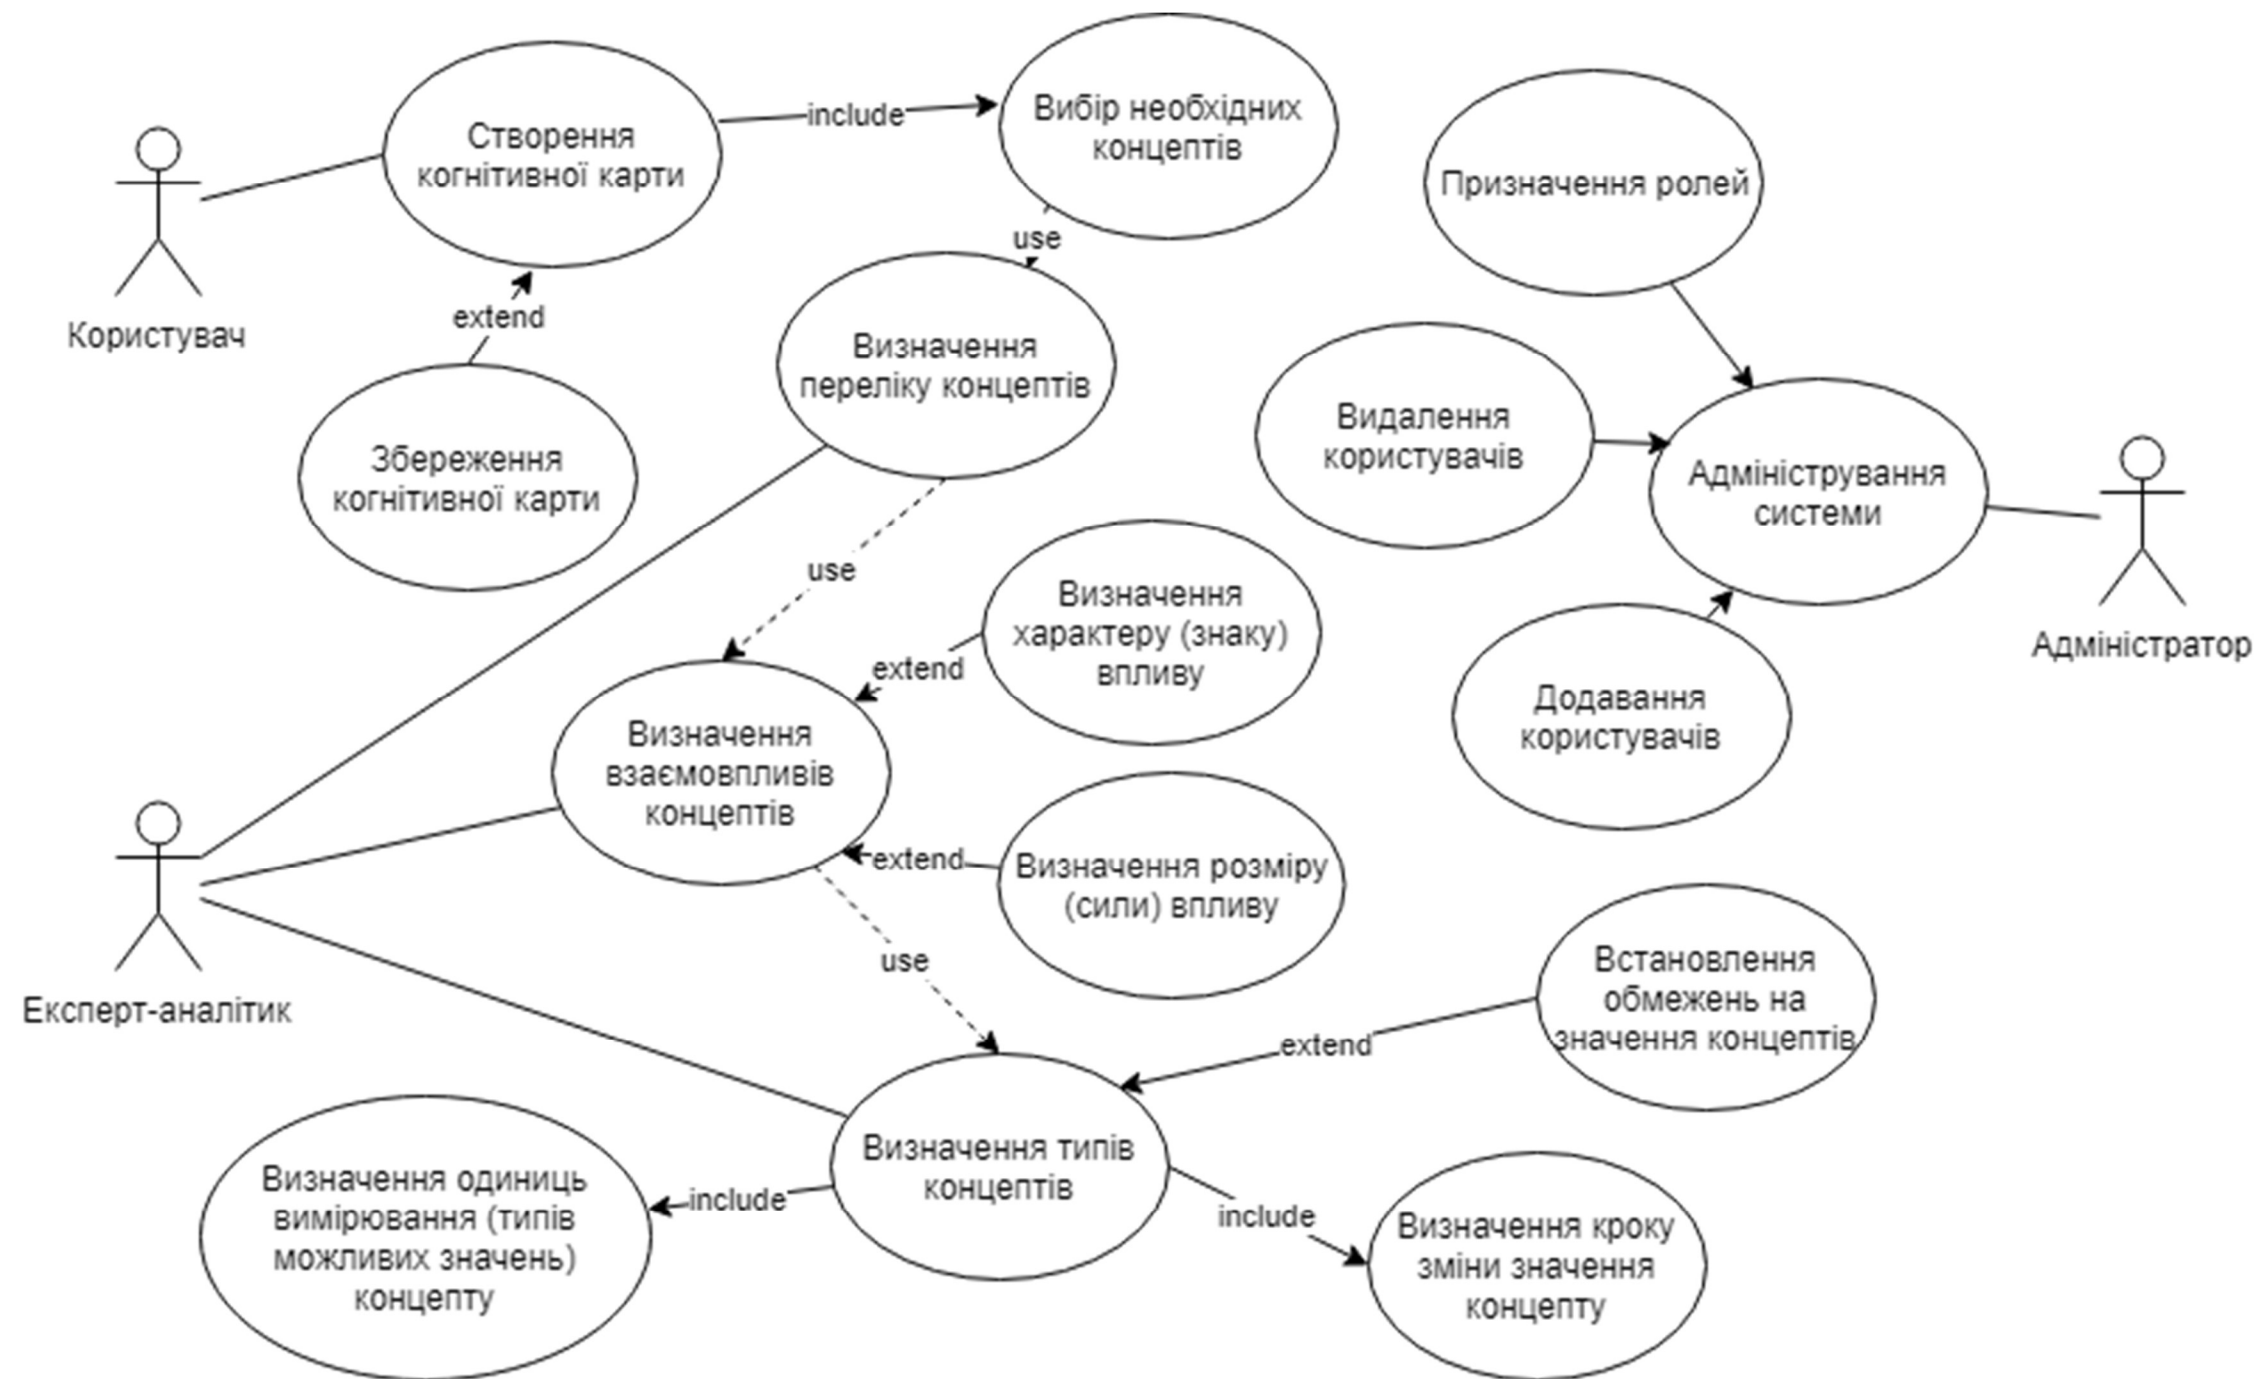 Створення
когнітивної карти
include
Вибір необхідних
концептів
Призначення ролей
use
Користувач
extend
Визначення
переліку концептів
Видалення
користувачів
Збереження
когнітивної карти
Адміністрування
системи
use
Визначення
характеру (знаку)
впливу
Адміністратор
extend
Додавання
користувачів
Визначення
взаємовпливів
концептів
extend
Визначення розміру
(сили) впливу
use
Встановлення
обмежень на
значення концептів
Експерт-аналітик
extend
Визначення типів
концептів
Визначення одиниць
вимірювання (типів
можливих значень)
концепту
include
include
Визначення кроку
зміни значення
концепту